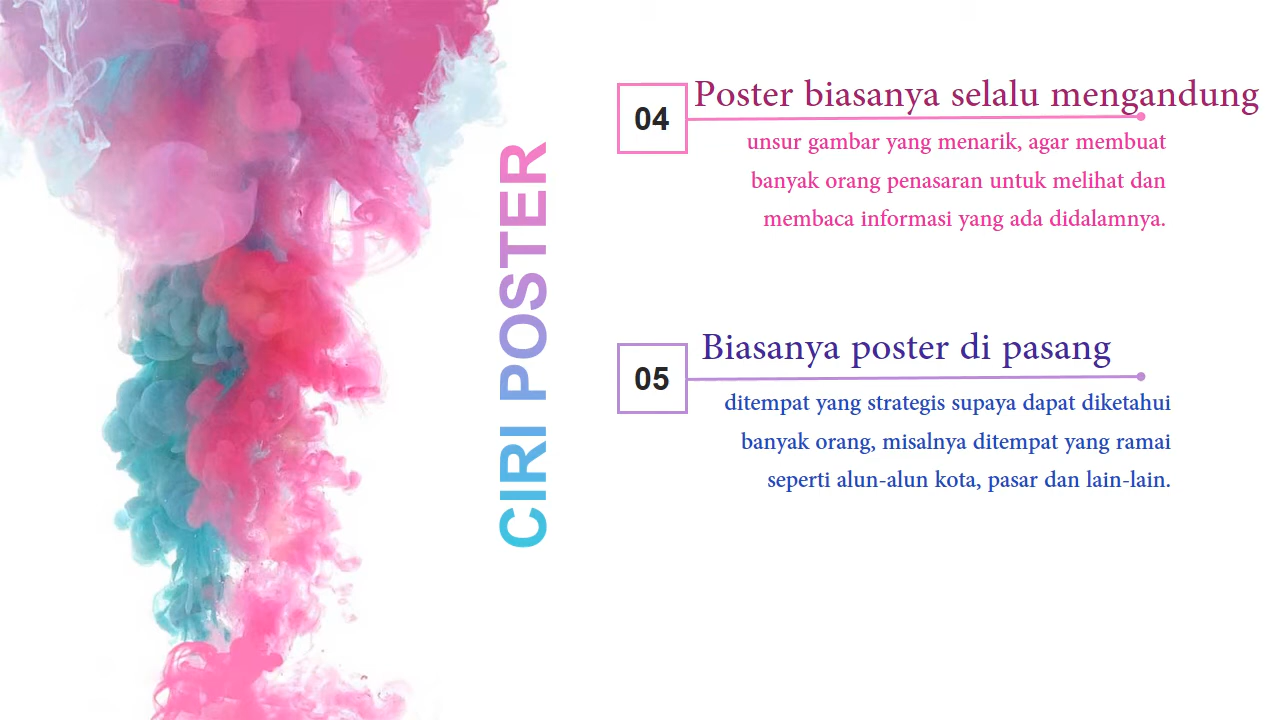 CIRI POSTER
04
Poster biasanya selalu mengandung
unsur gambar yang menarik, agar membuat
banyak orang penasaran untuk melihat dan
membaca informasi yang ada didalamnya.
05
Biasanya poster di pasang
ditempat yang strategis supaya dapat diketahui
banyak orang, misalnya ditempat yang ramai
seperti alun-alun kota, pasar dan lain-lain.